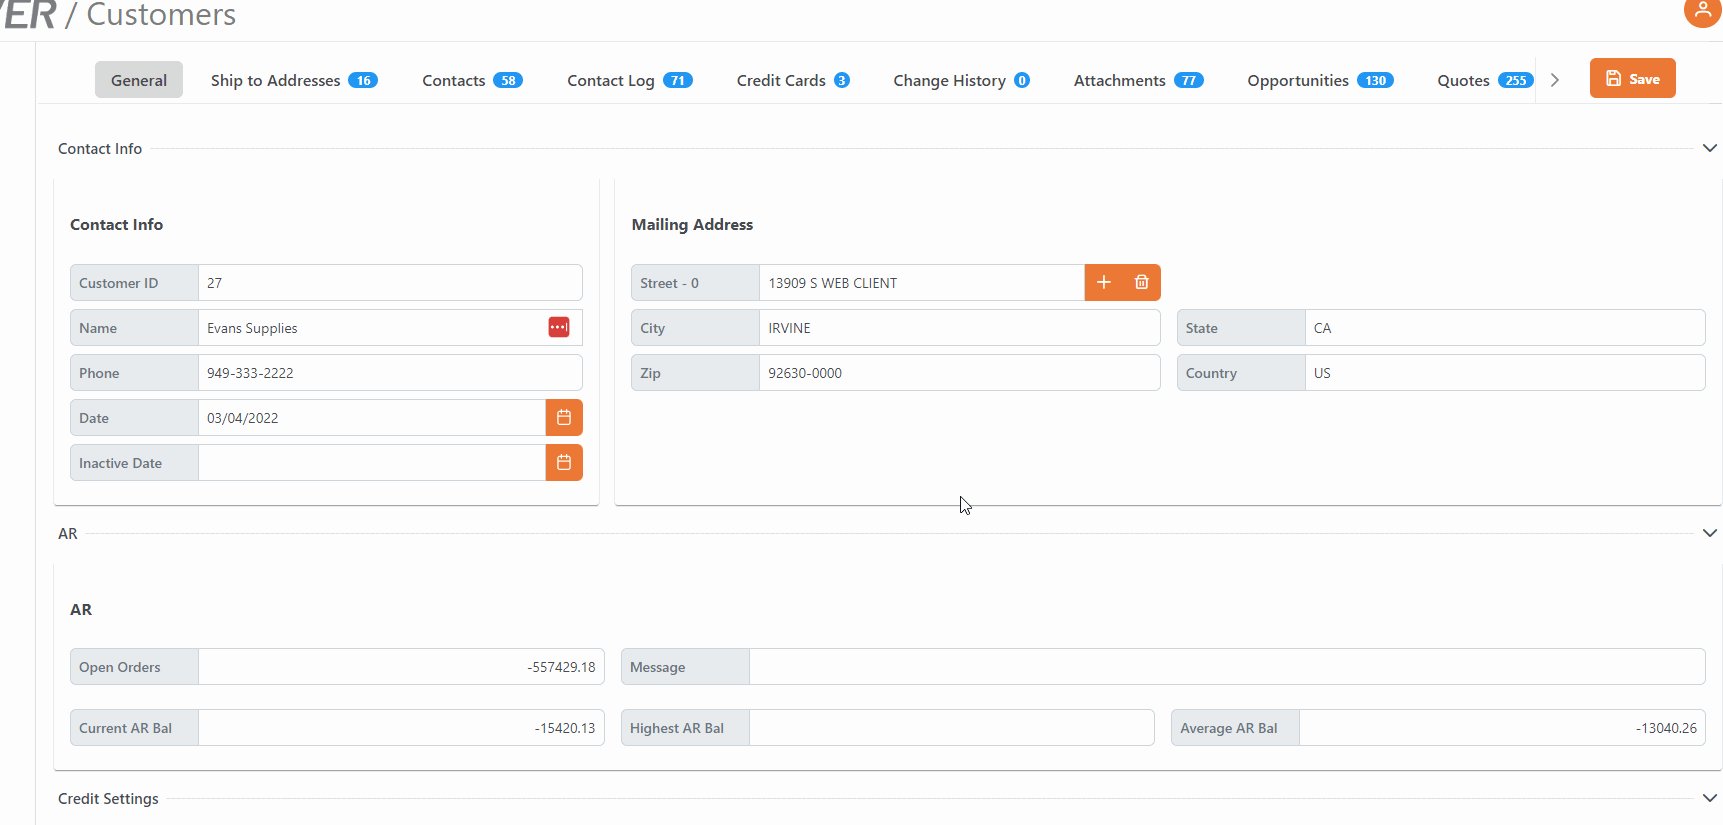 VER / Customers
General Ship to Addresses 16 Contacts 58 Contact Log 71 Credit Cards 3 Change History 0 Attachments 77 Opportunities 130 Quotes 255 Save
Contact Info
Contact Info
Customer ID 27
Name Evans Supplies
Phone 949-333-2222
Date 03/04/2022
Inactive Date
Mailing Address
Street - 0 13909 S WEB CLIENT
City IRVINE State CA
Zip 92630-0000 Country US
AR
AR
Open Orders -557429.18 Message
Current AR Bal -15420.13 Highest AR Bal Average AR Bal -13040.26
Credit Settings